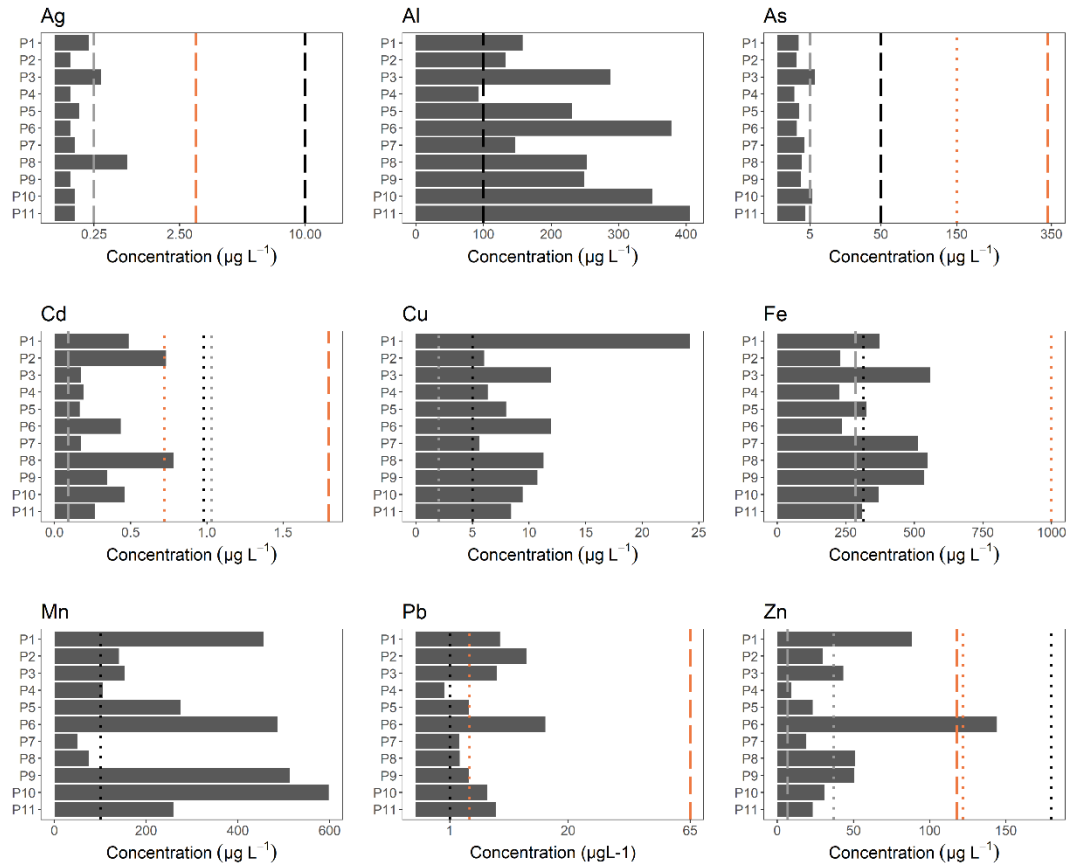 Ag
P1
P2
P3
P4
P5
P6
P7
P8
P9
P10
P11
0.25 2.50 10.00
Concentration (µg L⁻¹)
Al
P1
P2
P3
P4
P5
P6
P7
P8
P9
P10
P11
0 100 200 300 400
Concentration (µg L⁻¹)
As
P1
P2
P3
P4
P5
P6
P7
P8
P9
P10
P11
5 50 150 350
Concentration (µg L⁻¹)
Cd
P1
P2
P3
P4
P5
P6
P7
P8
P9
P10
P11
0.0 0.5 1.0 1.5
Concentration (µg L⁻¹)
Cu
P1
P2
P3
P4
P5
P6
P7
P8
P9
P10
P11
0 5 10 15 20 25
Concentration (µg L⁻¹)
Fe
P1
P2
P3
P4
P5
P6
P7
P8
P9
P10
P11
0 250 500 750 1000
Concentration (µg L⁻¹)
Mn
P1
P2
P3
P4
P5
P6
P7
P8
P9
P10
P11
0 200 400 600
Concentration (µg L⁻¹)
Pb
P1
P2
P3
P4
P5
P6
P7
P8
P9
P10
P11
1 20 65
Concentration (µgL-1)
Zn
P1
P2
P3
P4
P5
P6
P7
P8
P9
P10
P11
0 50 100 150
Concentration (µg L⁻¹)